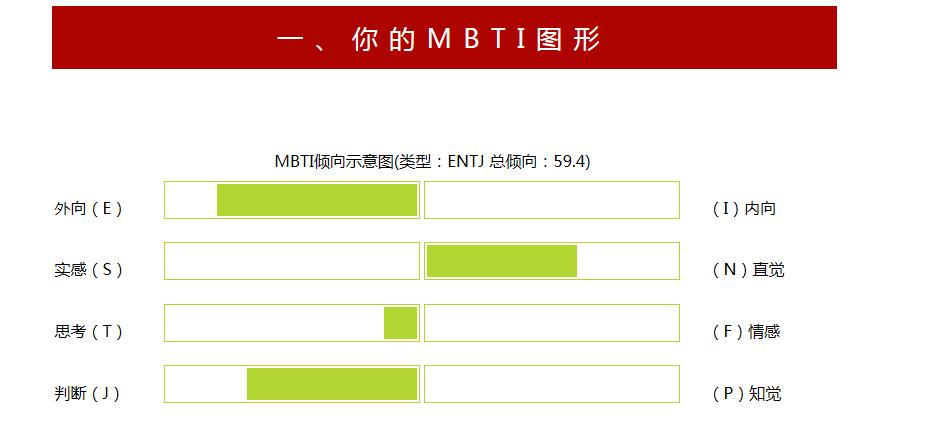 一、你的MBTI图形
MBTI倾向示意图(类型：ENTJ 总倾向：59.4)
外向（E） （I）内向
实感（S） （N）直觉
思考（T） （F）情感
判断（J） （P）知觉